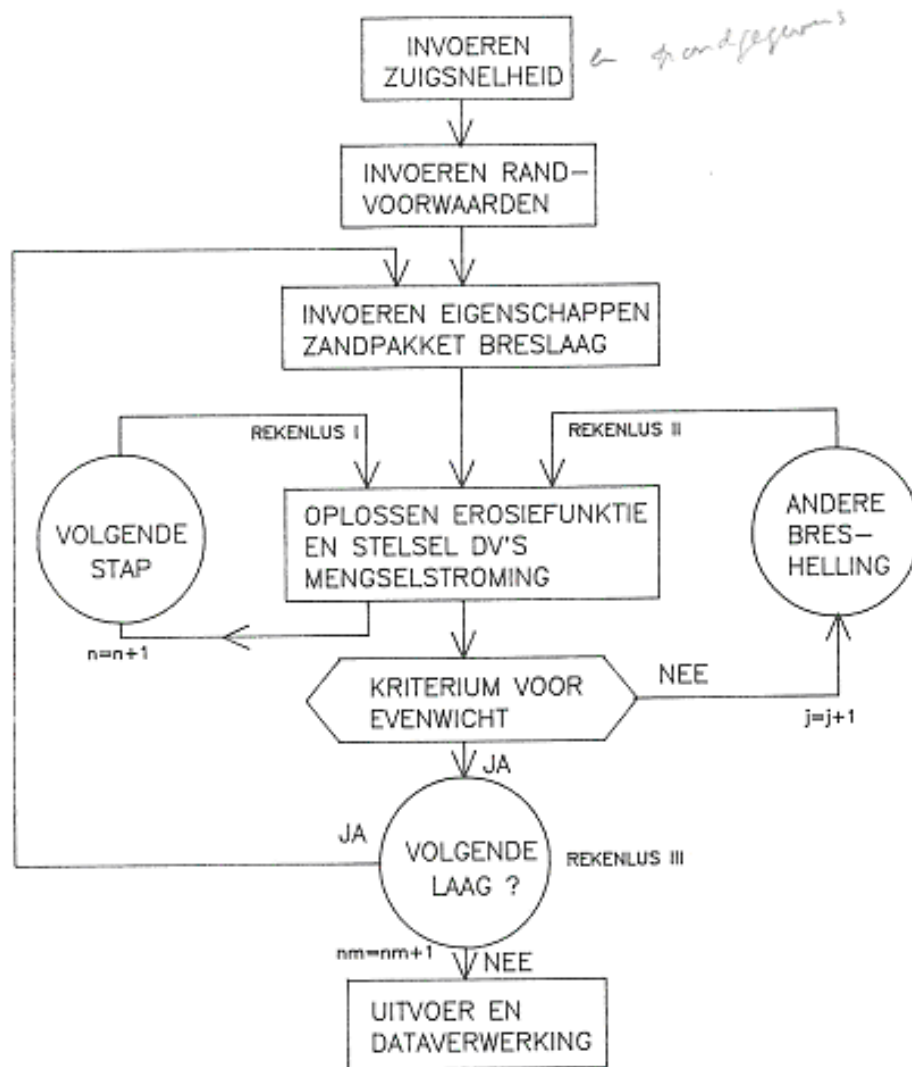 INVOEREN
ZUIGSNELHEID
en
INVOEREN RAND-
VOORWAARDEN
INVOEREN EIGENSCHAPPEN
ZANDPAKKET BRESLAAG
REKENLUS I
REKENLUS II
VOLGENDE
STAP
OPLOSSEN EROSIEFUNKTIE
EN STELSEL DV'S
MENGSELSTROMING
ANDERE
BRES-
HELLING
n=n+1
KRITERIUM VOOR
EVENWICHT
NEE
j=j+1
JA
JA
VOLGENDE
LAAG ?
REKENLUS III
nm=nm+1
NEE
UITVOER EN
DATAVERWERKING